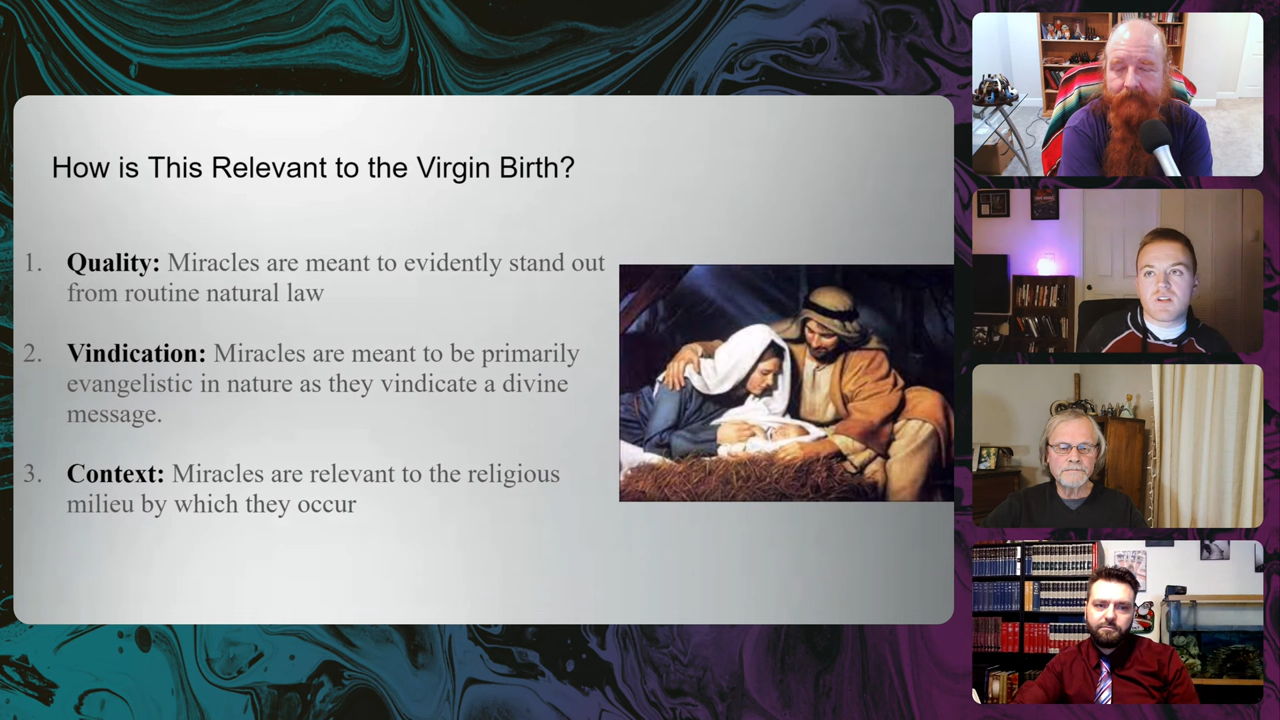 How is This Relevant to the Virgin Birth?
1. Quality: Miracles are meant to evidently stand out
from routine natural law
2. Vindication: Miracles are meant to be primarily
evangelistic in nature as they vindicate a divine
message.
3. Context: Miracles are relevant to the religious
milieu by which they occur